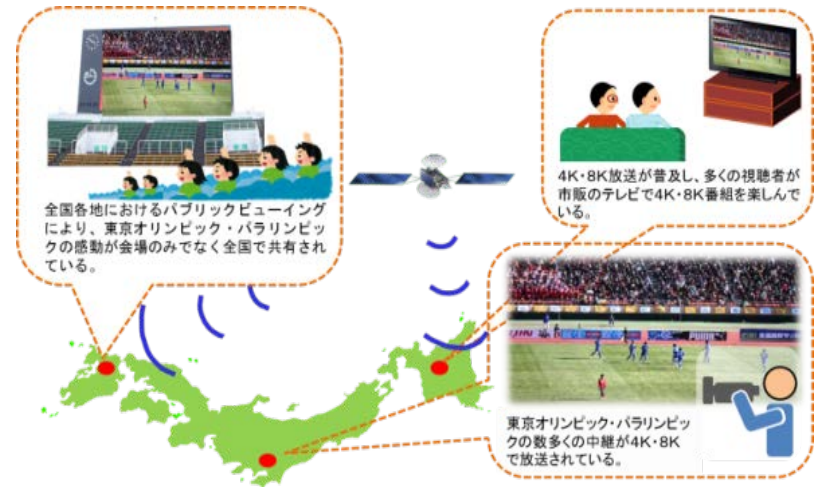 全国各地におけるパブリックビューイング
により、東京オリンピック・パラリンピッ
クの感動が会場のみでなく全国で共有され
ている。
4K・8K放送が普及し、多くの視聴者が
市販のテレビで4K・8K番組を楽しんで
いる。
PUMA
東京オリンピック・パラリンピッ
クの数多くの中継が4K・8K
で放送されている。